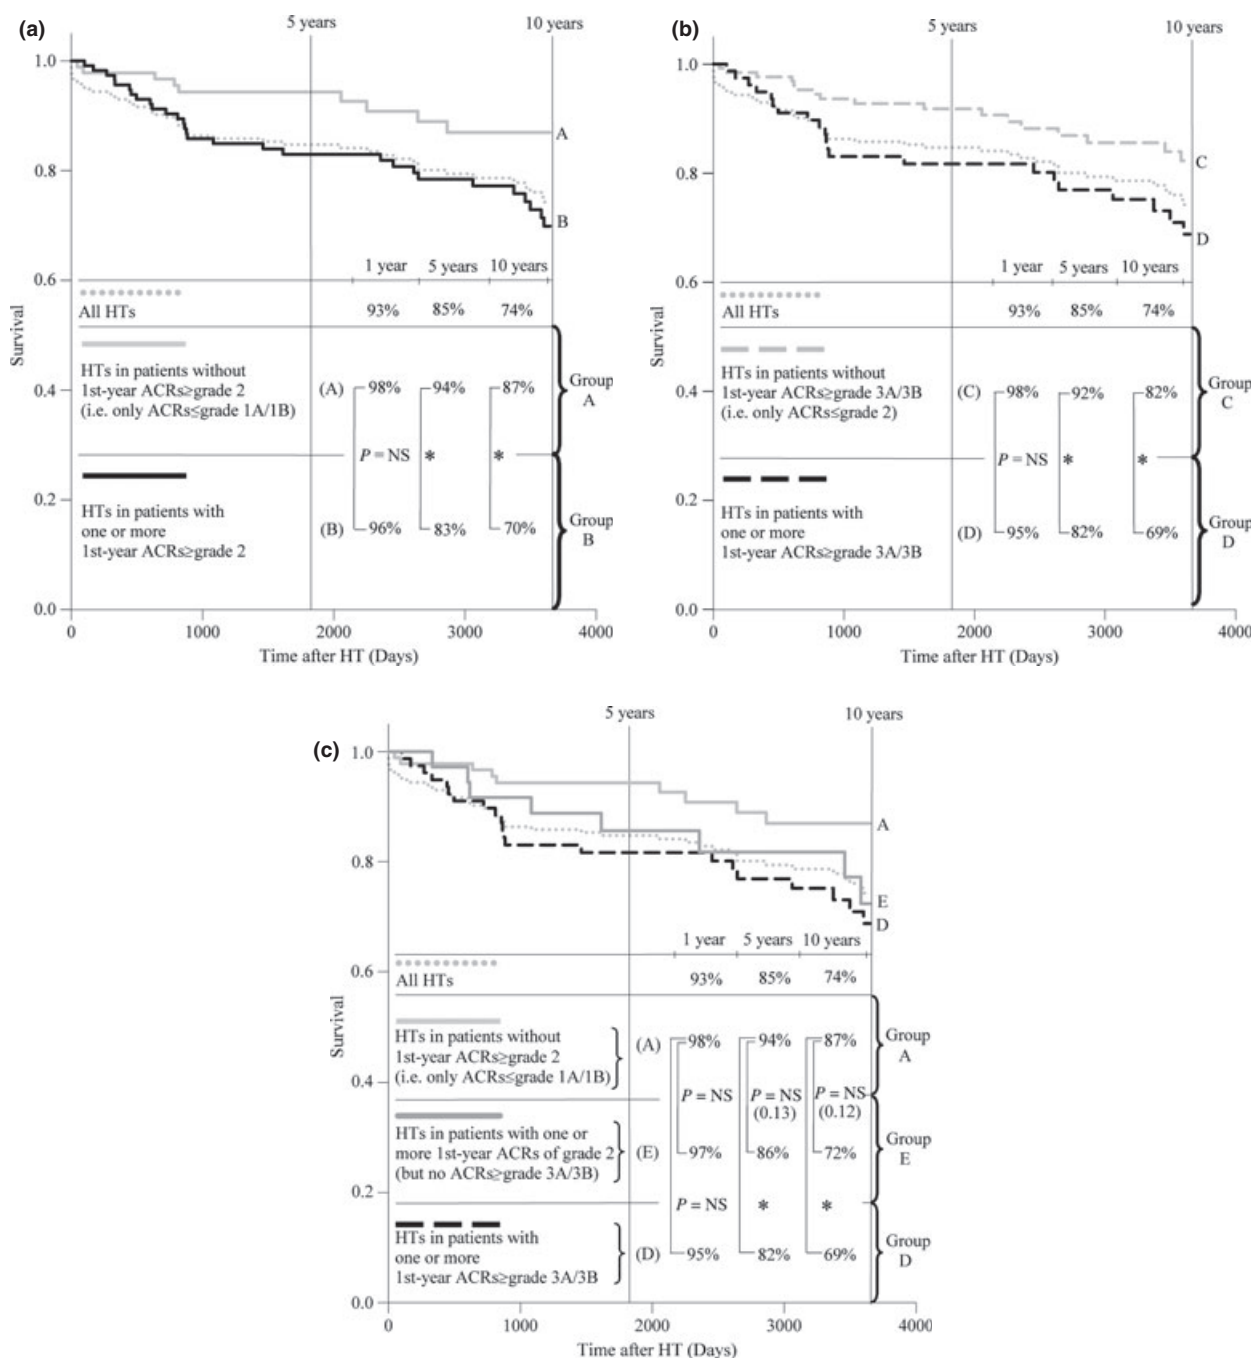 (a)
5 years
10 years
1.0
0.8
0.6
0.4
0.2
0.0
Survival
A
B
1 year 5 years 10 years
All HTs 93% 85% 74%
HTs in patients without
1st-year ACRs≥grade 2
(i.e. only ACRs≤grade 1A/1B)
(A) 98% 94% 87%
Group
A
P = NS * *
HTs in patients with
one or more
1st-year ACRs≥grade 2
(B) 96% 83% 70%
Group
B
0 1000 2000 3000 4000
Time after HT (Days)
(b)
5 years
10 years
1.0
0.8
0.6
0.4
0.2
0.0
Survival
C
D
1 year 5 years 10 years
All HTs 93% 85% 74%
HTs in patients without
1st-year ACRs≥grade 3A/3B
(i.e. only ACRs≤grade 2)
(C) 98% 92% 82%
Group
C
P = NS * *
HTs in patients with
one or more
1st-year ACRs≥grade 3A/3B
(D) 95% 82% 69%
Group
D
0 1000 2000 3000 4000
Time after HT (Days)
(c)
5 years
10 years
1.0
0.8
0.6
0.4
0.2
0.0
Survival
A
E
D
1 year 5 years 10 years
All HTs 93% 85% 74%
HTs in patients without
1st-year ACRs≥grade 2
(i.e. only ACRs≤grade 1A/1B)
(A) 98% 94% 87%
Group
A
P = NS P = NS P = NS
(0.13) (0.12)
HTs in patients with one or
more 1st-year ACRs of grade 2
(but no ACRs≥grade 3A/3B)
(E) 97% 86% 72%
Group
E
P = NS * *
HTs in patients with
one or more
1st-year ACRs≥grade 3A/3B
(D) 95% 82% 69%
Group
D
0 1000 2000 3000 4000
Time after HT (Days)